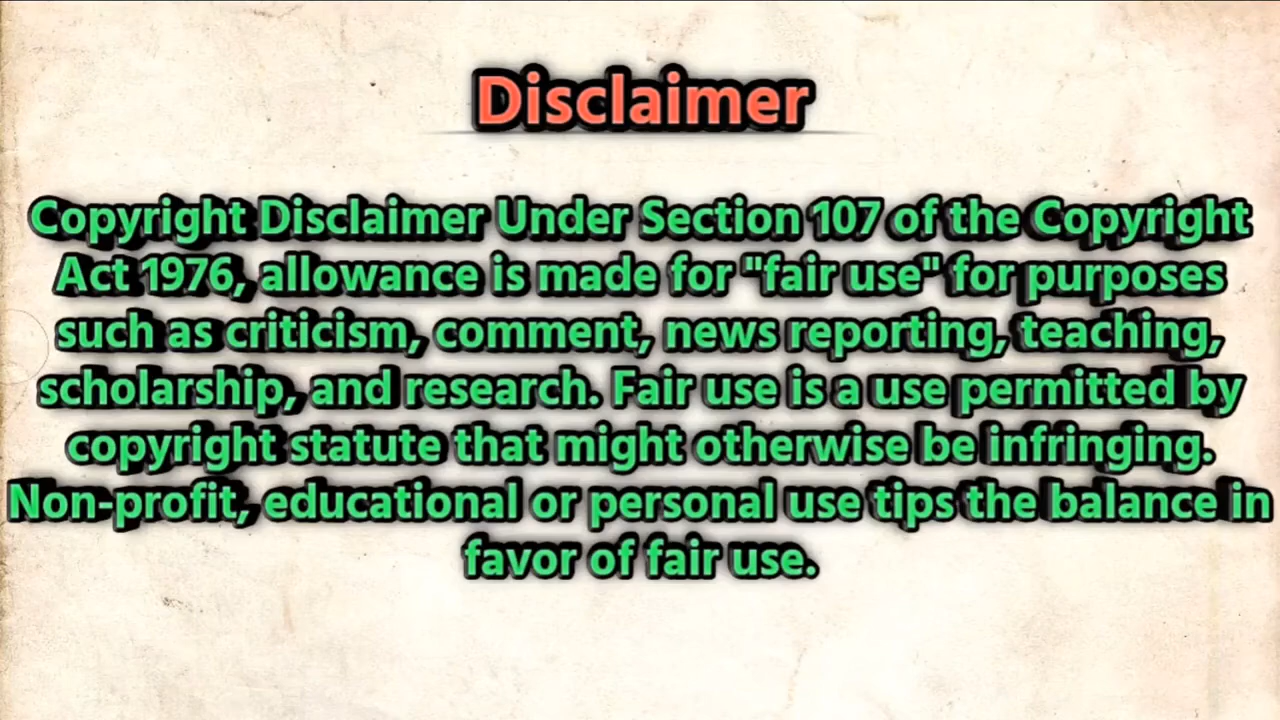 Disclaimer
Copyright Disclaimer Under Section 107 of the Copyright
Act 1976, allowance is made for "fair use" for purposes
such as criticism, comment, news reporting, teaching,
scholarship, and research. Fair use is a use permitted by
copyright statute that might otherwise be infringing.
Non-profit, educational or personal use tips the balance in
favor of fair use.